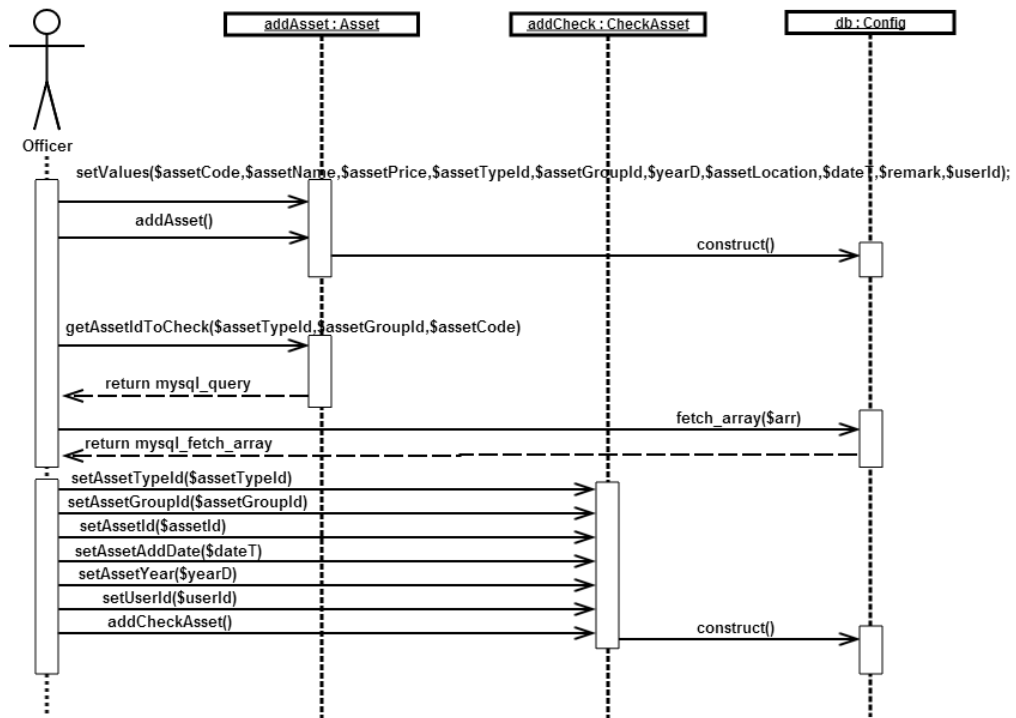 addAsset : Asset
addCheck : CheckAsset
db : Config
Officer
setValues($assetCode,$assetName,$assetPrice,$assetTypeId,$assetGroupId,$yearD,$assetLocation,$dateT,$remark,$userId);
addAsset()
construct()
getAssetIdToCheck($assetTypeId,$assetGroupId,$assetCode)
return mysql_query
fetch_array($arr)
return mysql_fetch_array
setAssetTypeId($assetTypeId)
setAssetGroupId($assetGroupId)
setAssetId($assetId)
setAssetAddDate($dateT)
setAssetYear($yearD)
setUserId($userId)
addCheckAsset()
construct()